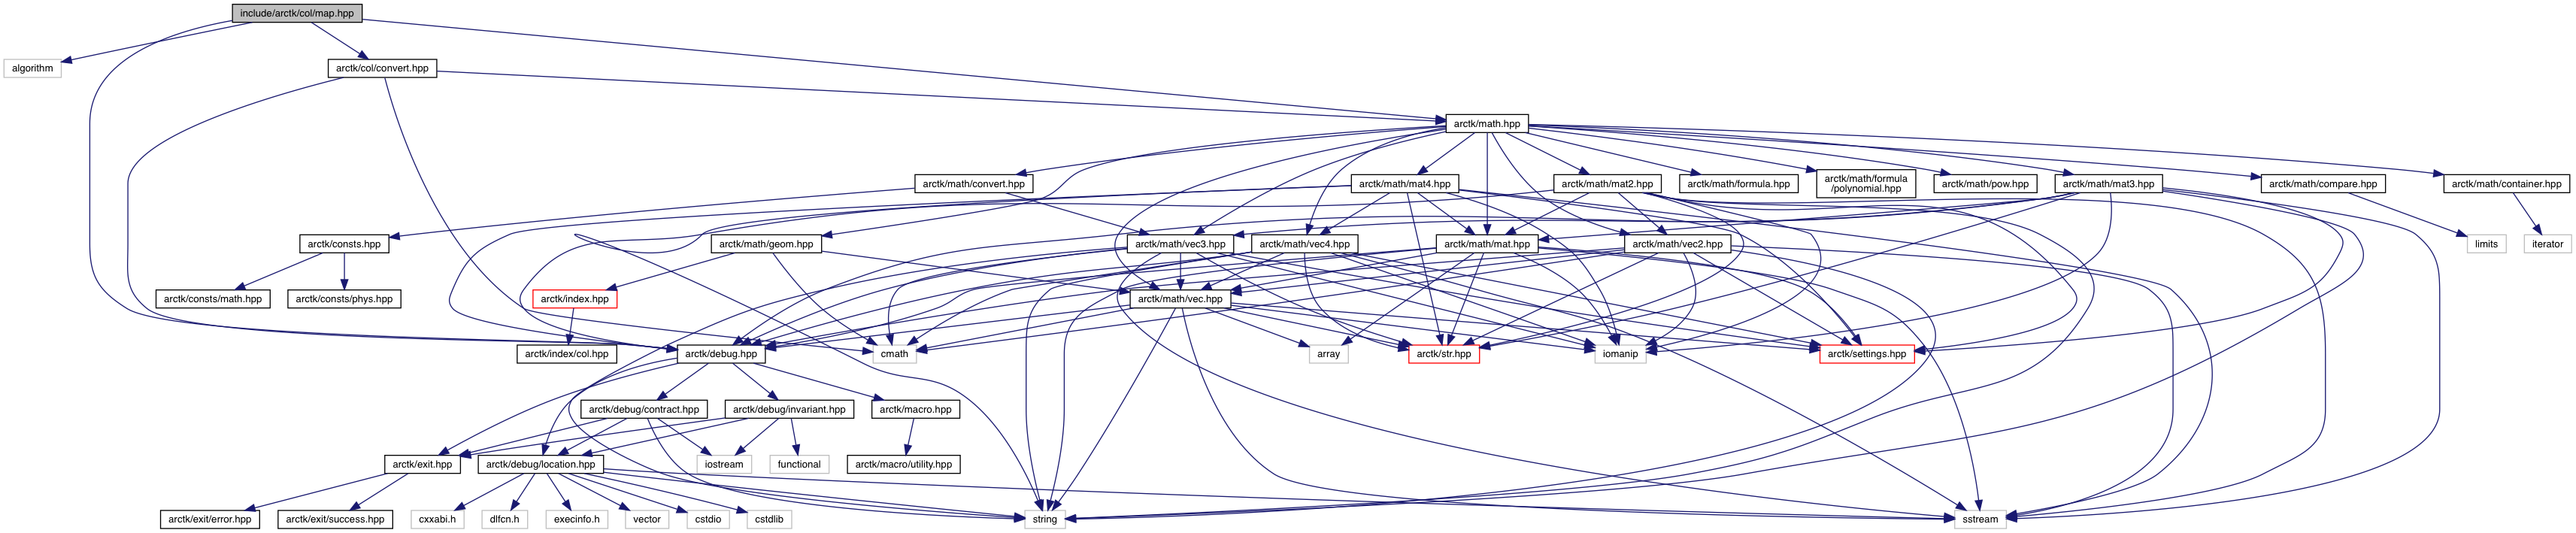 include/arctk/col/map.hpp
algorithm
arctk/col/convert.hpp
arctk/math.hpp
arctk/math/convert.hpp
arctk/math/mat4.hpp
arctk/math/mat2.hpp
arctk/math/formula.hpp
arctk/math/formula
/polynomial.hpp
arctk/math/pow.hpp
arctk/math/mat3.hpp
arctk/math/compare.hpp
arctk/math/container.hpp
arctk/consts.hpp
arctk/math/geom.hpp
arctk/math/vec3.hpp
arctk/math/vec4.hpp
arctk/math/mat.hpp
arctk/math/vec2.hpp
limits
iterator
arctk/consts/math.hpp
arctk/consts/phys.hpp
arctk/index.hpp
arctk/math/vec.hpp
arctk/index/col.hpp
arctk/debug.hpp
cmath
array
arctk/str.hpp
iomanip
arctk/settings.hpp
arctk/debug/contract.hpp
arctk/debug/invariant.hpp
arctk/macro.hpp
arctk/exit.hpp
arctk/debug/location.hpp
iostream
functional
arctk/macro/utility.hpp
arctk/exit/error.hpp
arctk/exit/success.hpp
cxxabi.h
dlfcn.h
execinfo.h
vector
cstdio
cstdlib
string
sstream